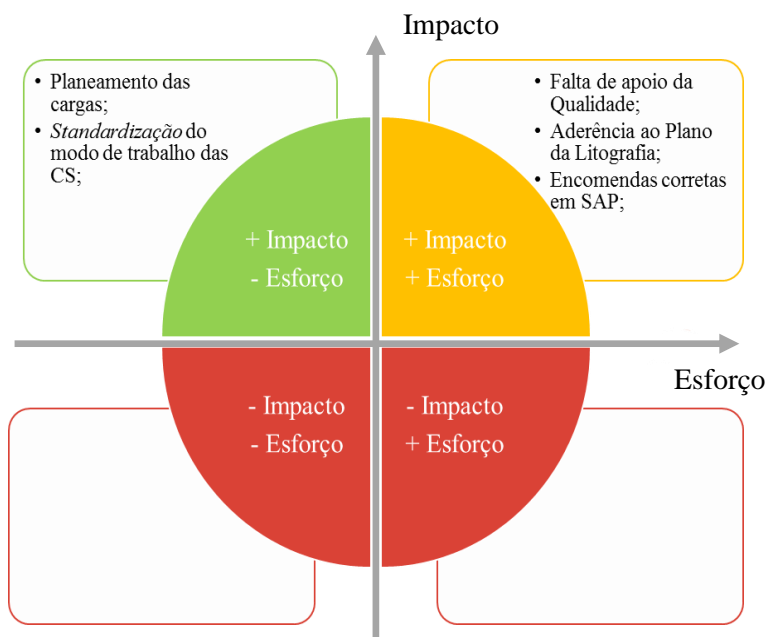 Impacto
• Planeamento das
cargas;
• Standardização do
modo de trabalho das
CS;
• Falta de apoio da
Qualidade;
• Aderência ao Plano
da Litografia;
• Encomendas corretas
em SAP;
+ Impacto
- Esforço
+ Impacto
+ Esforço
Esforço
- Impacto
- Esforço
- Impacto
+ Esforço